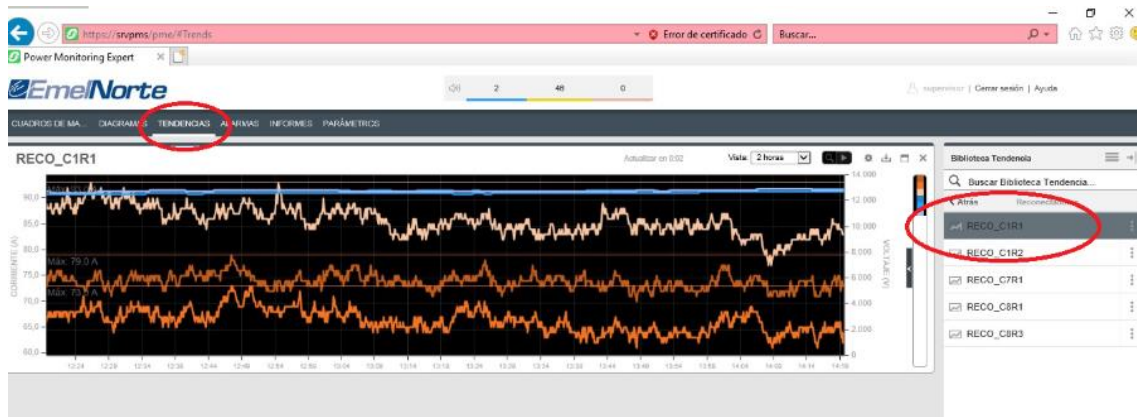 https://srvpms/pme/#Trends
Error de certificado
Buscar...
Power Monitoring Expert
EmelNorte
2
48
0
supervisor | Cerrar sesión | Ayuda
CUADROS DE MA...
DIAGRAMAS
TENDENCIAS
ALARMAS
INFORMES
PARÁMETROS
RECO_C1R1
Actualizar en 0:02
Vista: 2 horas
Biblioteca Tendencia
Buscar Biblioteca Tendencia...
Atrás
RECO_C1R1
RECO_C1R2
RECO_C7R1
RECO_C8R1
RECO_C8R3
CORRIENTE (A)
90,0
85,0
80,0
75,0
70,0
65,0
60,0
Máx: 79.0 A
14.000
12.000
10.000
8.000
6.000
4.000
2.000
0
VOLTAJE (V)